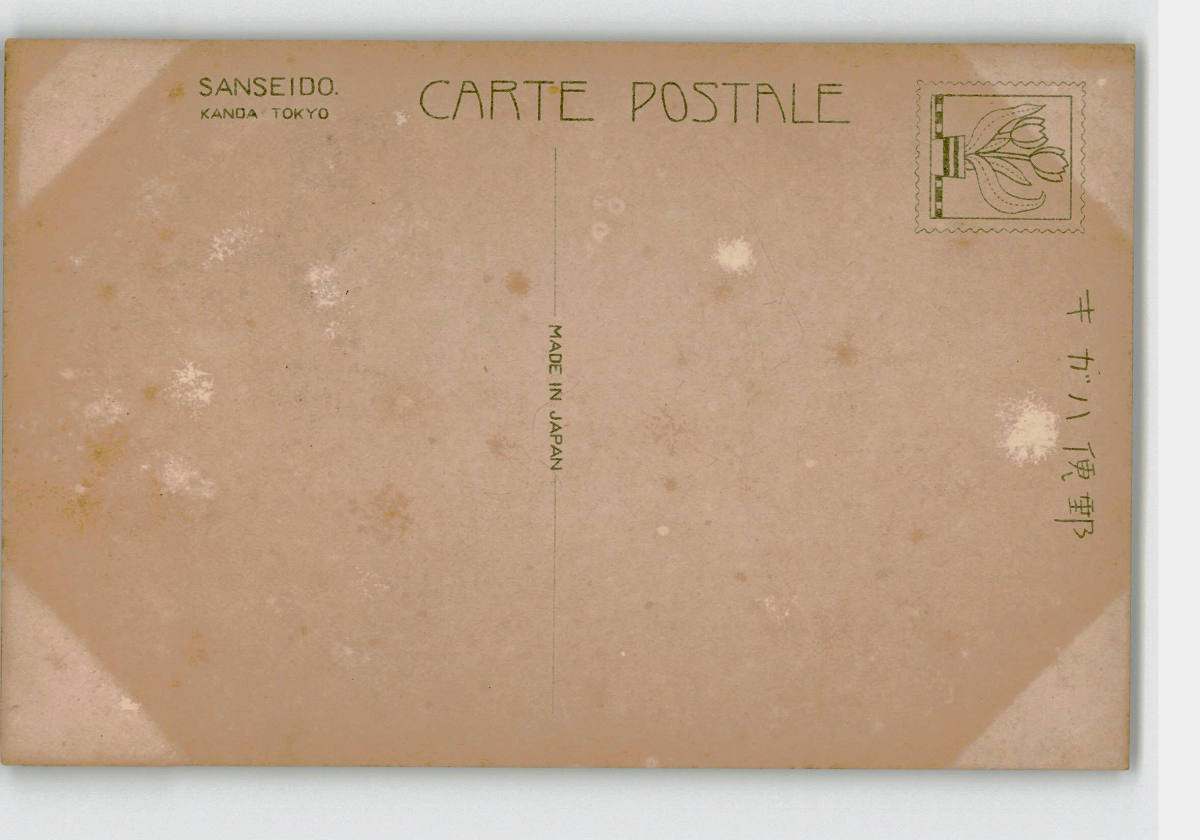 SANSEIDO.
KANDA TOKYO
CARTE POSTALE
MADE IN JAPAN
郵便ハガキ